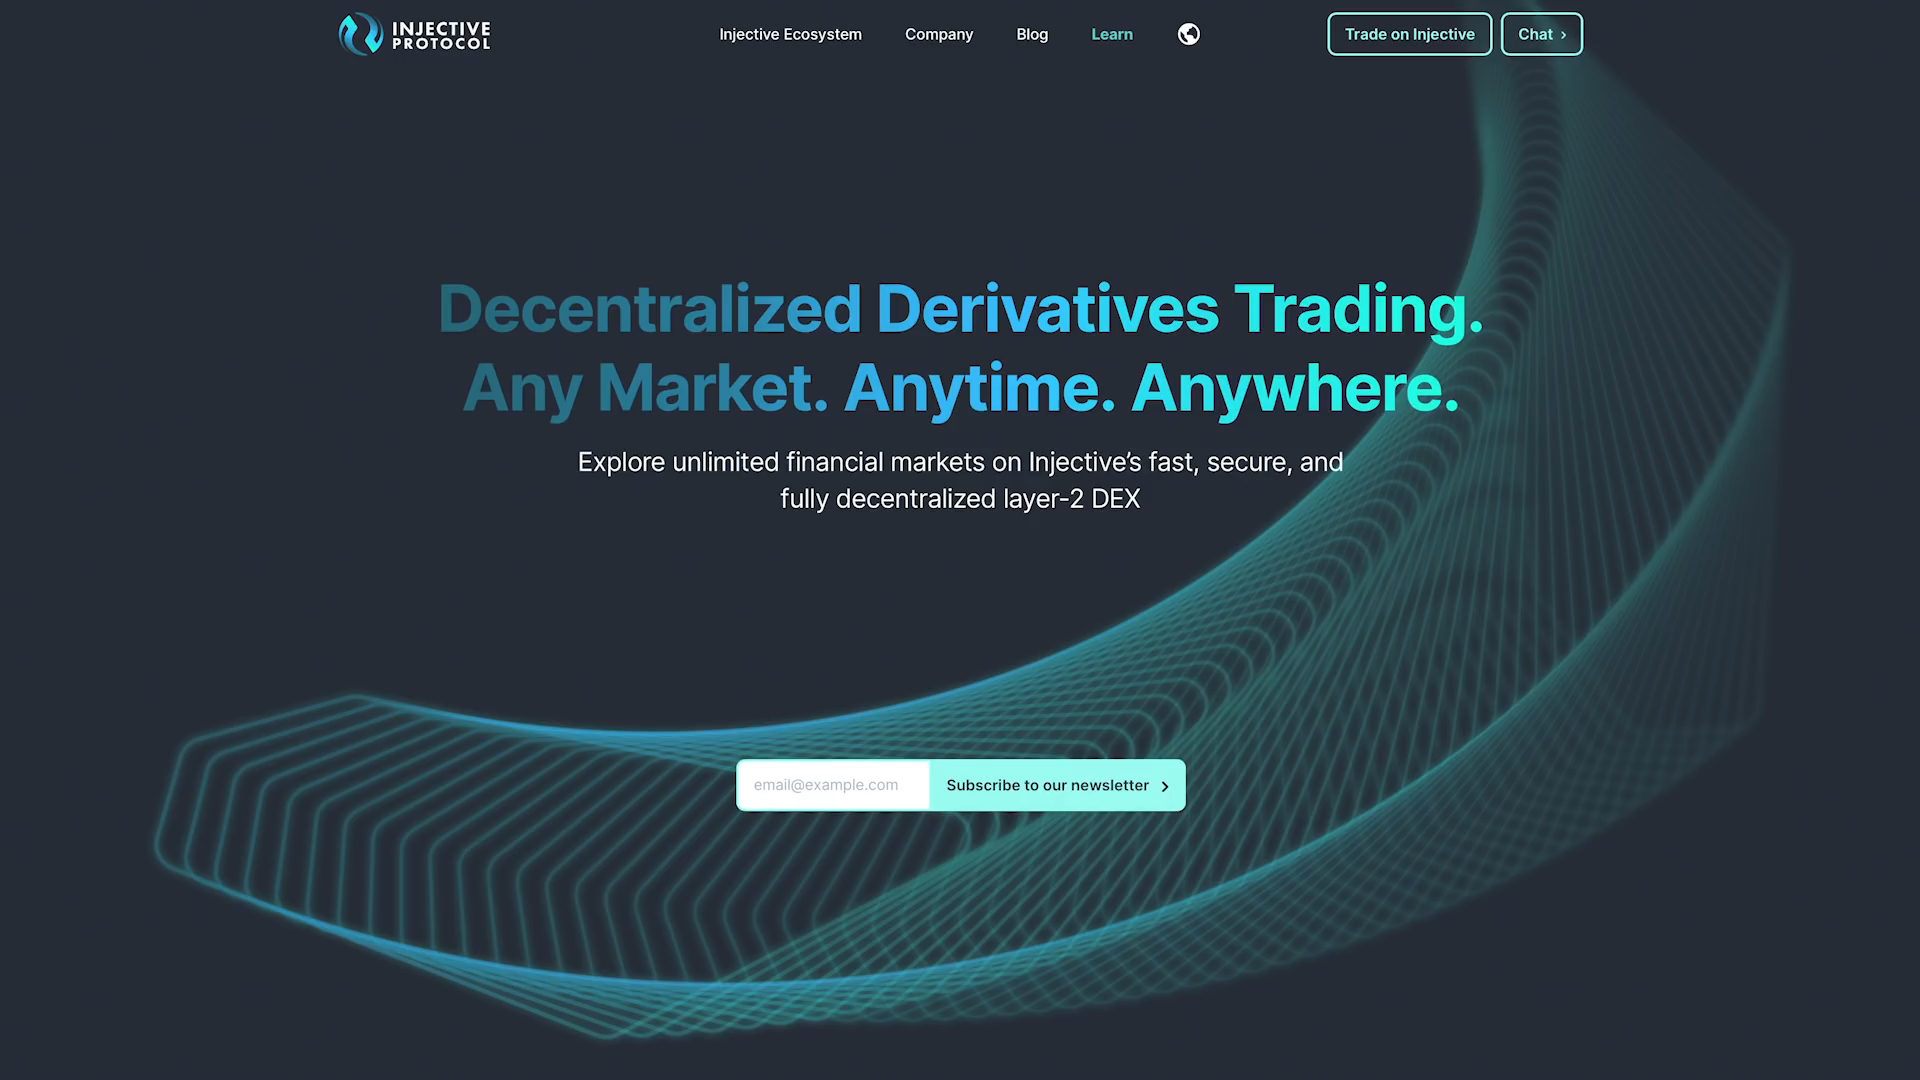 INJECTIVE
PROTOCOL
Injective Ecosystem
Company
Blog
Learn
Trade on Injective
Chat ›
Decentralized Derivatives Trading.
Any Market. Anytime. Anywhere.
Explore unlimited financial markets on Injective’s fast, secure, and
fully decentralized layer-2 DEX
email@example.com
Subscribe to our newsletter ›